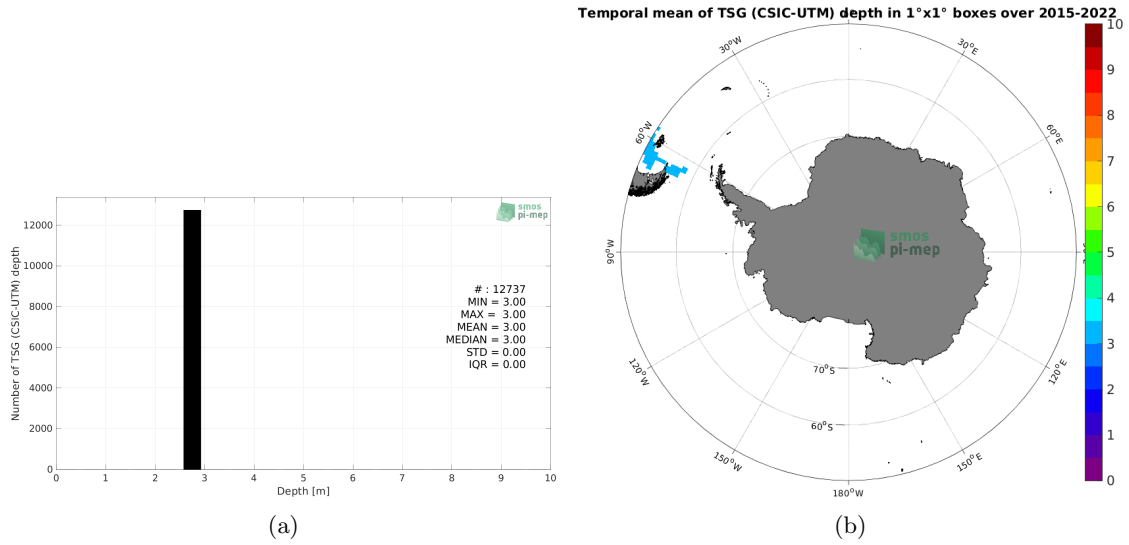 Temporal mean of TSG (CSIC-UTM) depth in 1°x1° boxes over 2015-2022
Number of TSG (CSIC-UTM) depth
12000
10000
8000
6000
4000
2000
0
0 1 2 3 4 5 6 7 8 9 10
Depth [m]
smos
pi-mep
# : 12737
MIN = 3.00
MAX = 3.00
MEAN = 3.00
MEDIAN = 3.00
STD = 0.00
IQR = 0.00
(a)
0°
30°W
30°E
60°W
60°E
90°W
120°W
120°E
150°W
150°E
180°W
70°S
60°S
smos
pi-mep
10
9
8
7
6
5
4
3
2
1
0
(b)